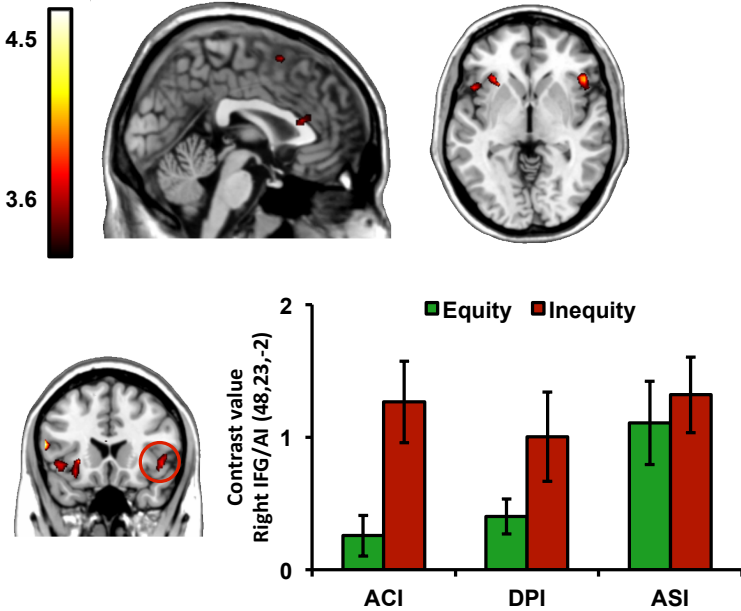 4.5
3.6
Contrast value
Right IFG/AI (48,23,-2)
2
1
0
Equity Inequity
ACI DPI ASI